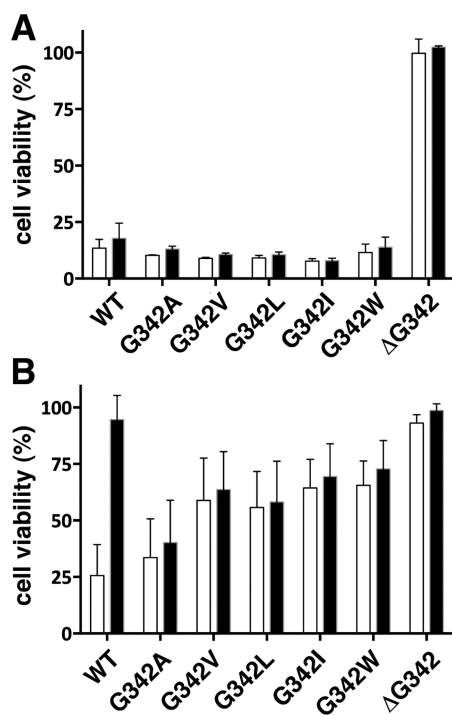 A
cell viability (%)
100
75
50
25
0
WT
G342A
G342V
G342L
G342I
G342W
ΔG342
B
cell viability (%)
100
75
50
25
0
WT
G342A
G342V
G342L
G342I
G342W
ΔG342